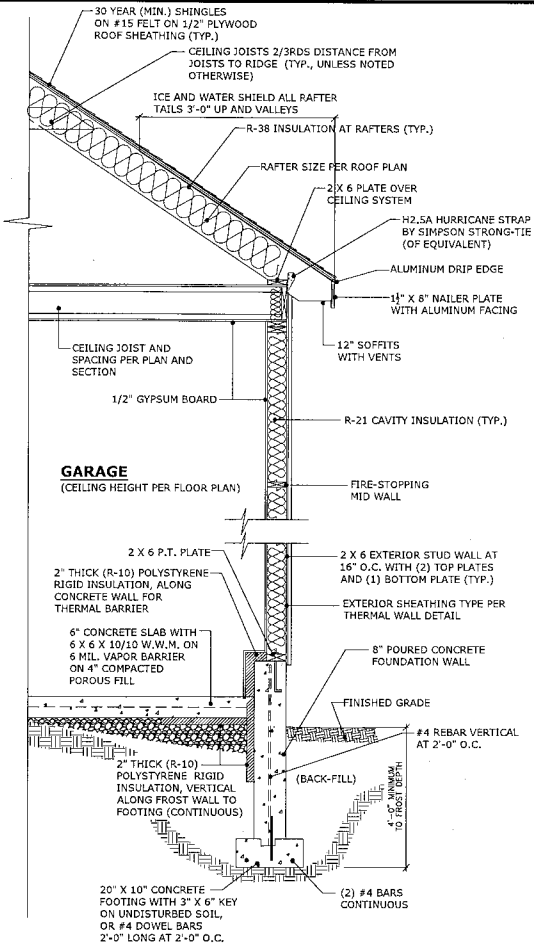 30 YEAR (MIN.) SHINGLES
ON #15 FELT ON 1/2" PLYWOOD
ROOF SHEATHING (TYP.)
CEILING JOISTS 2/3RDS DISTANCE FROM
JOISTS TO RIDGE (TYP., UNLESS NOTED
OTHERWISE)
ICE AND WATER SHIELD ALL RAFTER
TAILS 3'-0" UP AND VALLEYS
R-38 INSULATION AT RAFTERS (TYP.)
RAFTER SIZE PER ROOF PLAN
2 X 6 PLATE OVER
CEILING SYSTEM
H2.5A HURRICANE STRAP
BY SIMPSON STRONG-TIE
(OF EQUIVALENT)
ALUMINUM DRIP EDGE
1½" X 8" NAILER PLATE
WITH ALUMINUM FACING
12" SOFFITS
WITH VENTS
CEILING JOIST AND
SPACING PER PLAN AND
SECTION
1/2" GYPSUM BOARD
R-21 CAVITY INSULATION (TYP.)
GARAGE
(CEILING HEIGHT PER FLOOR PLAN)
FIRE-STOPPING
MID WALL
2 X 6 P.T. PLATE
2" THICK (R-10) POLYSTYRENE
RIGID INSULATION, ALONG
CONCRETE WALL FOR
THERMAL BARRIER
2 X 6 EXTERIOR STUD WALL AT
16" O.C. WITH (2) TOP PLATES
AND (1) BOTTOM PLATE (TYP.)
EXTERIOR SHEATHING TYPE PER
THERMAL WALL DETAIL
6" CONCRETE SLAB WITH
6 X 6 X 10/10 W.W.M. ON
6 MIL. VAPOR BARRIER
ON 4" COMPACTED
POROUS FILL
8" POURED CONCRETE
FOUNDATION WALL
FINISHED GRADE
#4 REBAR VERTICAL
AT 2'-0" O.C.
2" THICK (R-10)
POLYSTYRENE RIGID
INSULATION, VERTICAL
ALONG FROST WALL TO
FOOTING (CONTINUOUS)
(BACK-FILL)
4'-0" MINIMUM
TO FROST DEPTH
20" X 10" CONCRETE
FOOTING WITH 3" X 6" KEY
ON UNDISTURBED SOIL,
OR #4 DOWEL BARS
2'-0" LONG AT 2'-0" O.C.
(2) #4 BARS
CONTINUOUS